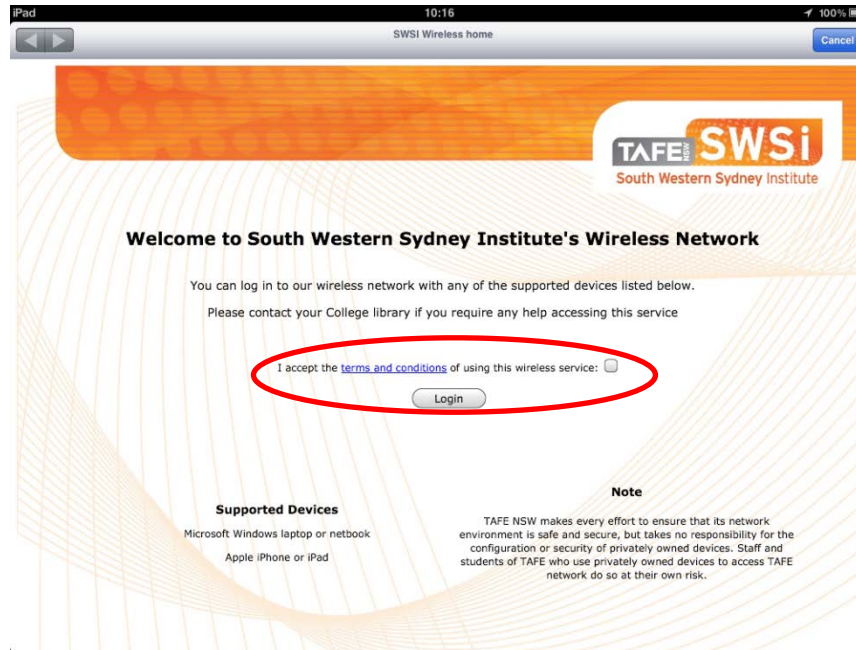 iPad 10:16 100%
SWSI Wireless home
Cancel
TAFE NSW SWSi
South Western Sydney Institute
Welcome to South Western Sydney Institute's Wireless Network
You can log in to our wireless network with any of the supported devices listed below.
Please contact your College library if you require any help accessing this service
I accept the terms and conditions of using this wireless service:
Login
Supported Devices
Microsoft Windows laptop or netbook
Apple iPhone or iPad
Note
TAFE NSW makes every effort to ensure that its network
environment is safe and secure, but takes no responsibility for the
configuration or security of privately owned devices. Staff and
students of TAFE who use privately owned devices to access TAFE
network do so at their own risk.